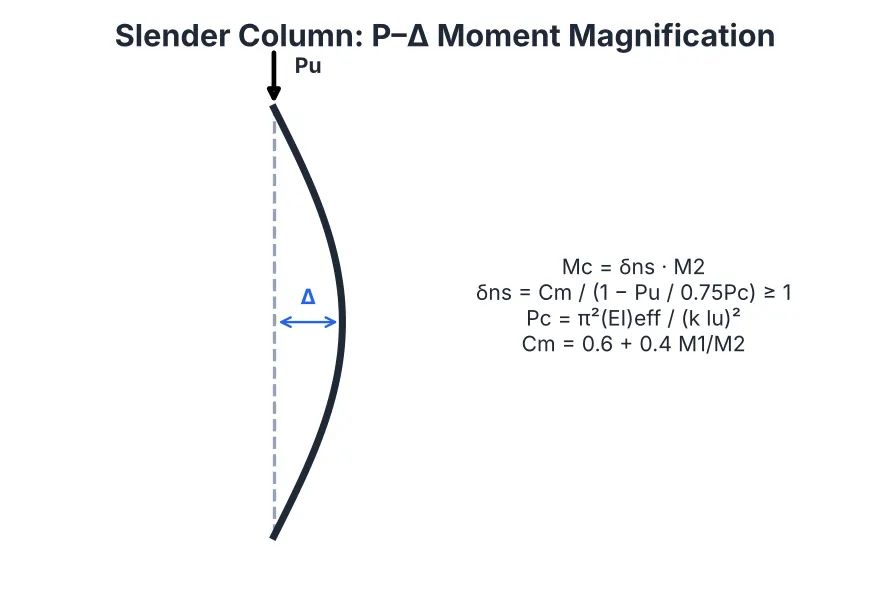 Slender Column: P–Δ Moment Magnification
Pu
Δ
Mc = δns · M2
δns = Cm / (1 − Pu / 0.75Pc) ≥ 1
Pc = π²(EI)eff / (k lu)²
Cm = 0.6 + 0.4 M1/M2